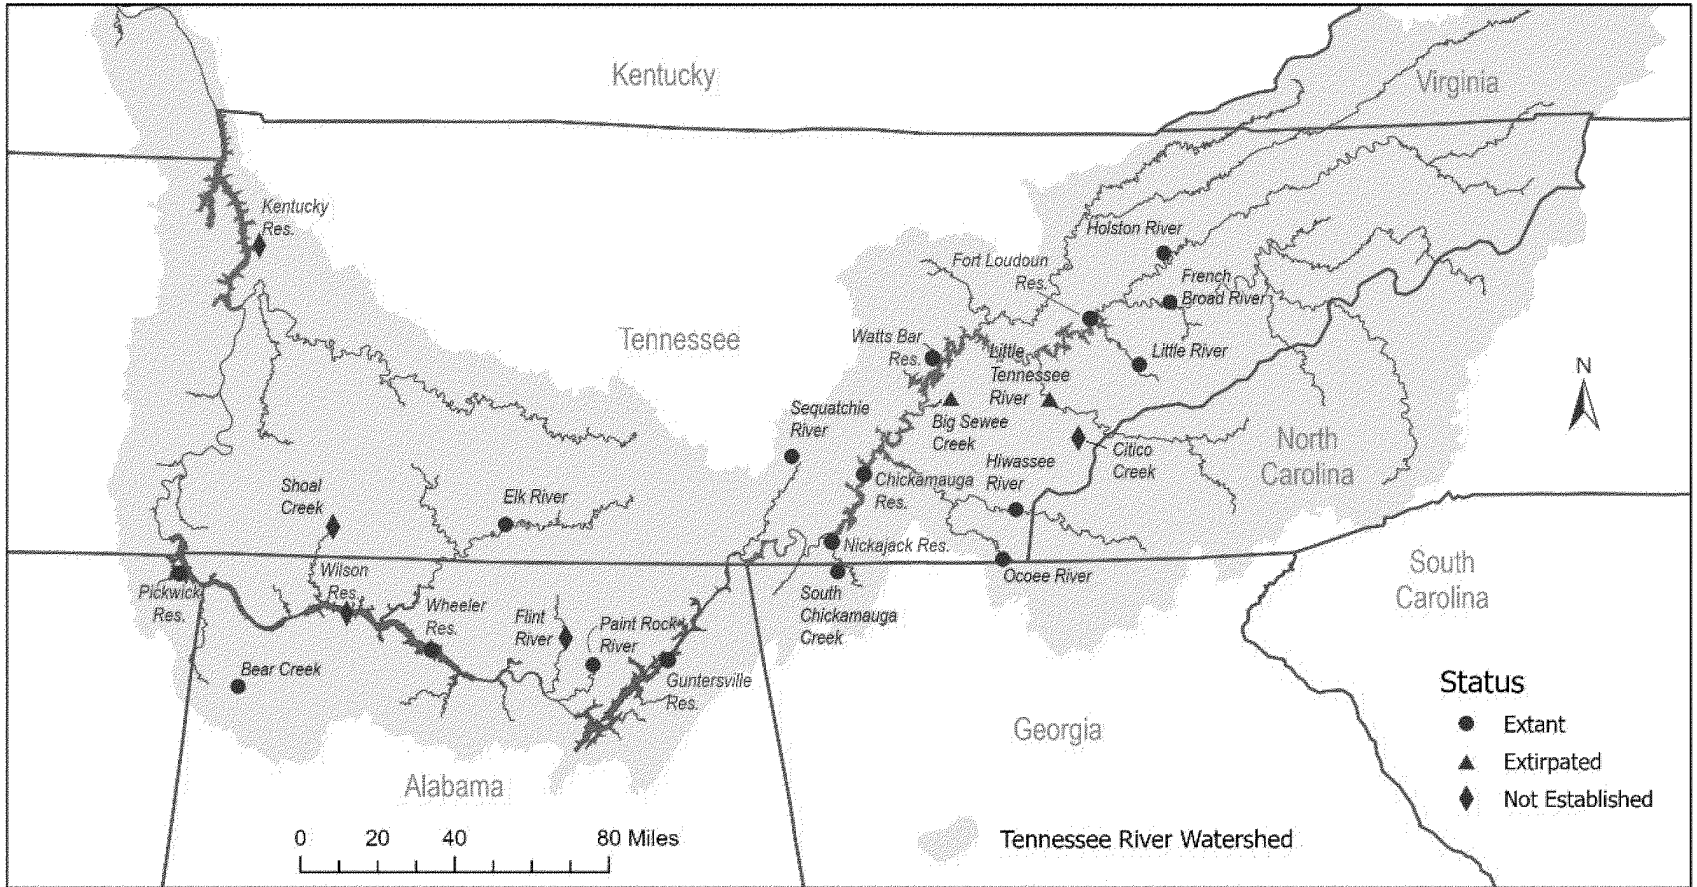 Kentucky
Virginia
Kentucky
Res.
Holston River
Fort Loudoun
Res.
French
Broad River
Tennessee
Watts Bar
Res.
Little
Tennessee
River
Little River
N
Sequatchie
River
Big Sewee
Creek
Citico
Creek
North
Carolina
Hiwassee
River
Chickamauga
Res.
Shoal
Creek
Elk River
Nickajack Res.
Ocoee River
South
Carolina
Pickwick
Res.
Wilson
Res.
Wheeler
Res.
Flint
River
Paint Rock
River
South
Chickamauga
Creek
Bear Creek
Guntersville
Res.
Georgia
Alabama
Status
Extant
Extirpated
Not Established
0 20 40 80 Miles
Tennessee River Watershed